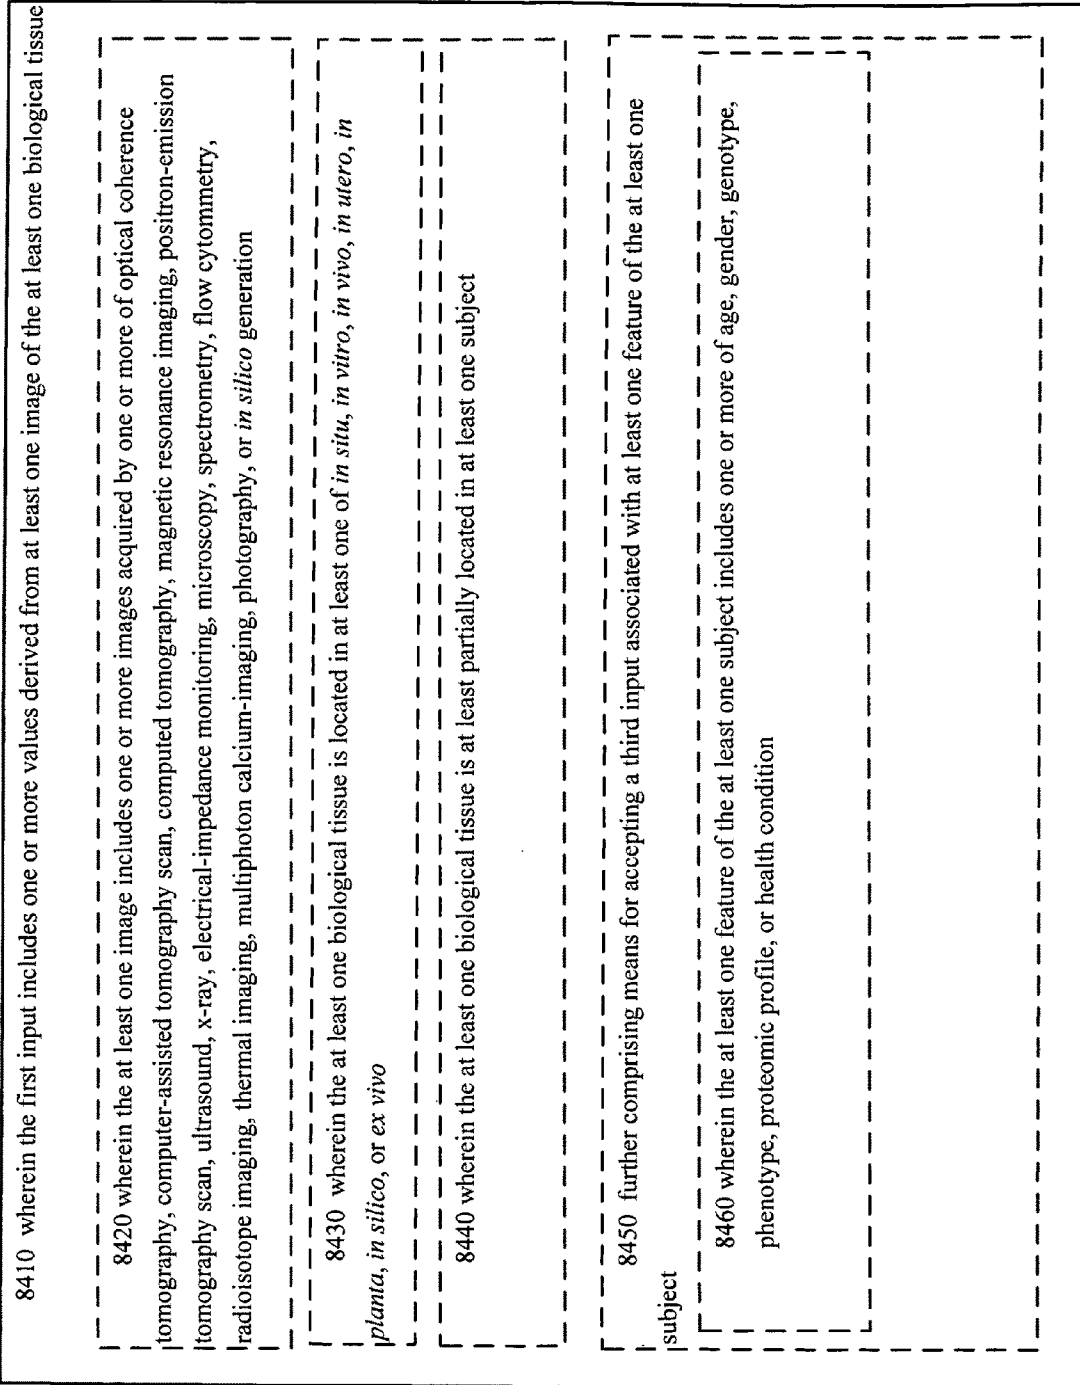 8410 wherein the first input includes one or more values derived from at least one image of the at least one biological tissue
8420 wherein the at least one image includes one or more images acquired by one or more of optical coherence
tomography, computer-assisted tomography scan, computed tomography, magnetic resonance imaging, positron-emission
tomography scan, ultrasound, x-ray, electrical-impedance monitoring, microscopy, spectrometry, flow cytommetry,
radioisotope imaging, thermal imaging, multiphoton calcium-imaging, photography, or in silico generation
8430 wherein the at least one biological tissue is located in at least one of in situ, in vitro, in vivo, in utero, in
planta, in silico, or ex vivo
8440 wherein the at least one biological tissue is at least partially located in at least one subject
8450 further comprising means for accepting a third input associated with at least one feature of the at least one
subject
8460 wherein the at least one feature of the at least one subject includes one or more of age, gender, genotype,
phenotype, proteomic profile, or health condition